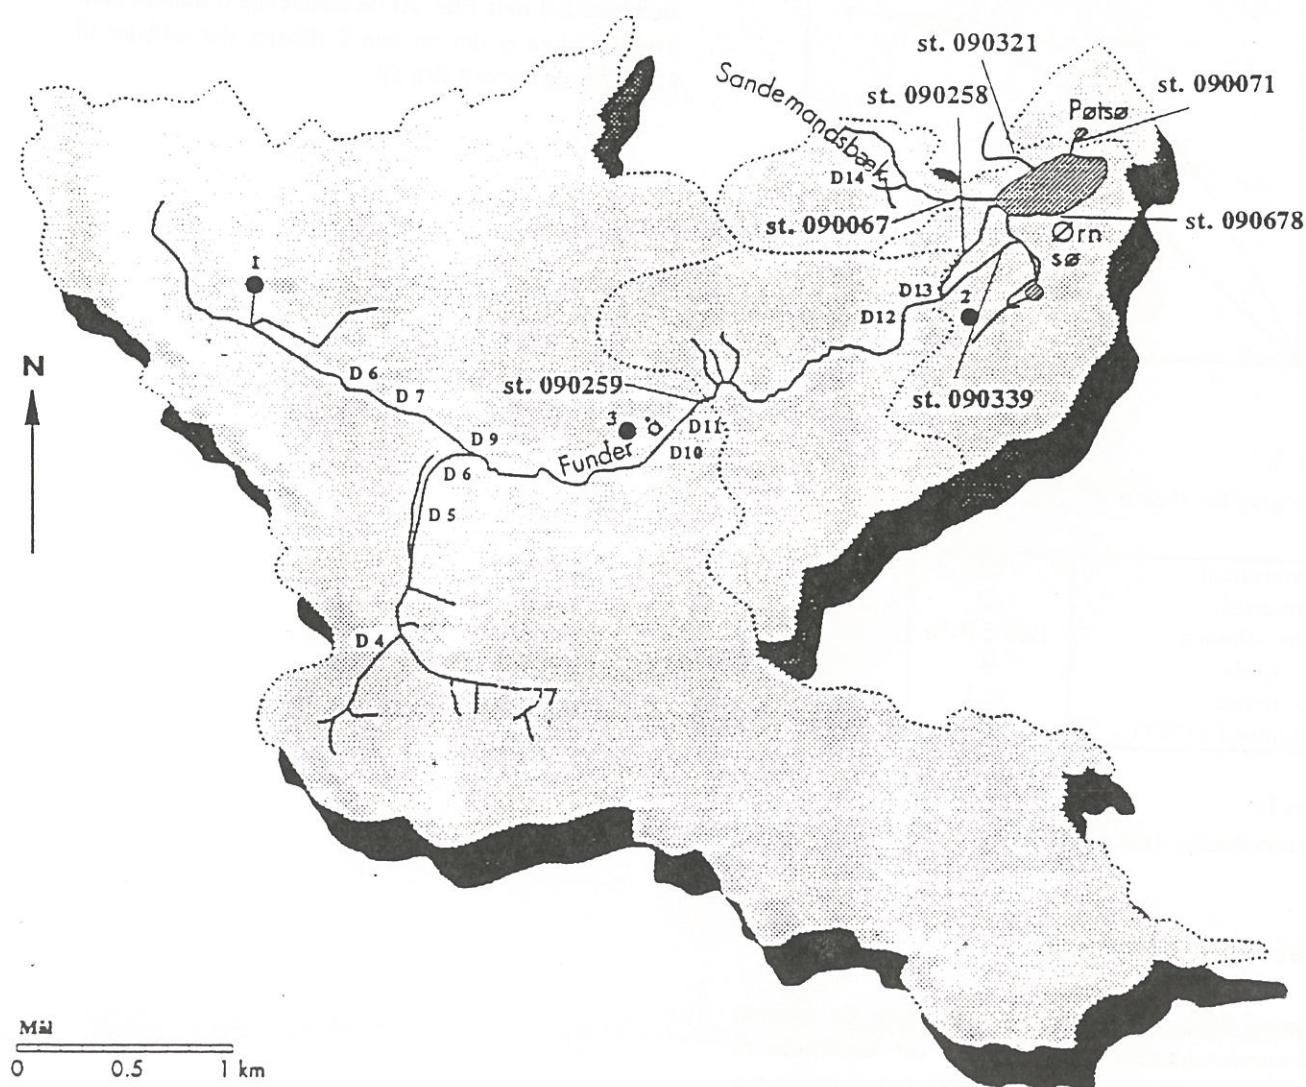 st. 090321
st. 090071
Sandemandsbæk
st. 090258
Pøtsø
D14
st. 090067
st. 090678
Ørn
sø
1
D13
2
D12
N
D 6
D 7
st. 090259
st. 090339
3
D11
D 9
Funder
D10
D 6
D 5
D 4
Mål
0 0.5 1 km